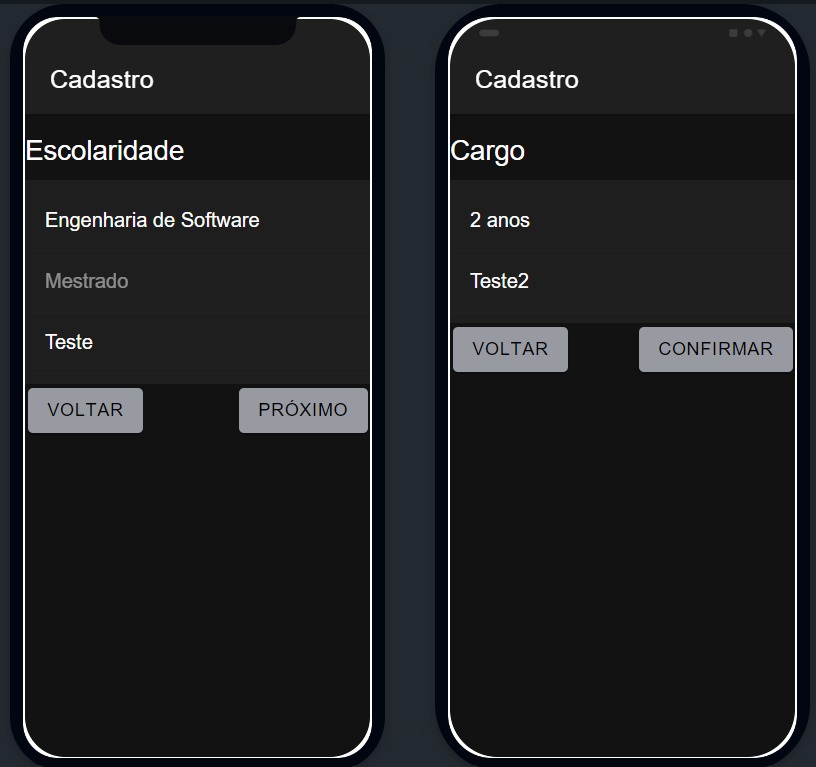 Cadastro
Escolaridade
Engenharia de Software
Mestrado
Teste
VOLTAR
PRÓXIMO
Cadastro
Cargo
2 anos
Teste2
VOLTAR
CONFIRMAR